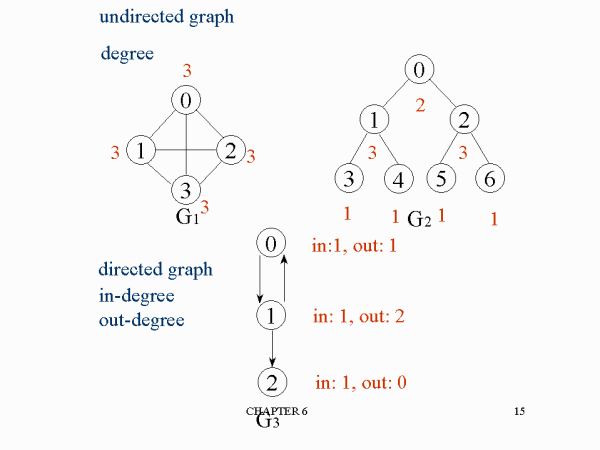 undirected graph
degree
3
0
3 1 2 3
3
3
G1
0
2
1 2
3 3
3 4 5 6
1 1 1 1
G2
directed graph
in-degree
out-degree
0 in:1, out: 1
1 in: 1, out: 2
2 in: 1, out: 0
G3
CHAPTER 6
15